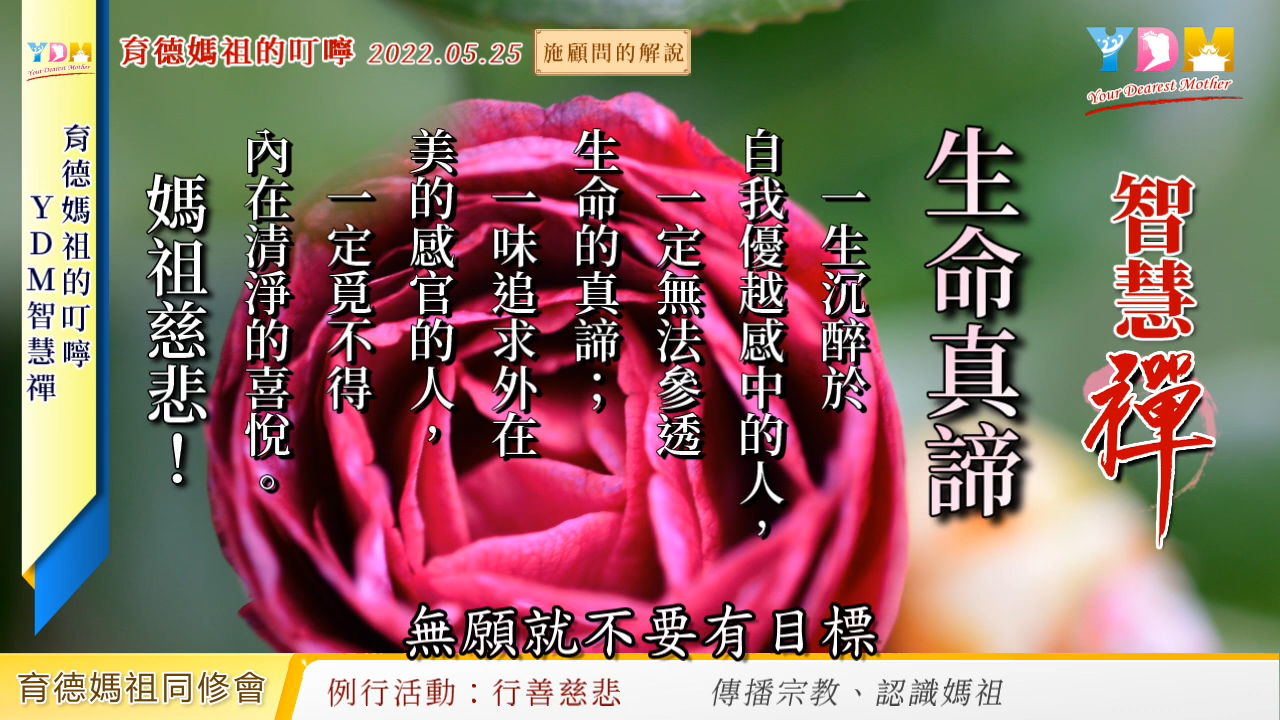 育德媽祖的叮嚀 2022.05.25 施顧問的解說
YDM
Your Dearest Mother
育德媽祖的叮嚀
YDM智慧禪
YDM
Your Dearest Mother
智慧禪
生命真諦
一生沉醉於
自我優越感中的人，
一定無法參透
生命的真諦；
一味追求外在
美的感官的人，
一定覓不得
內在清淨的喜悅。
媽祖慈悲！
無願就不要有目標
育德媽祖同修會
例行活動：行善慈悲
傳播宗教、認識媽祖